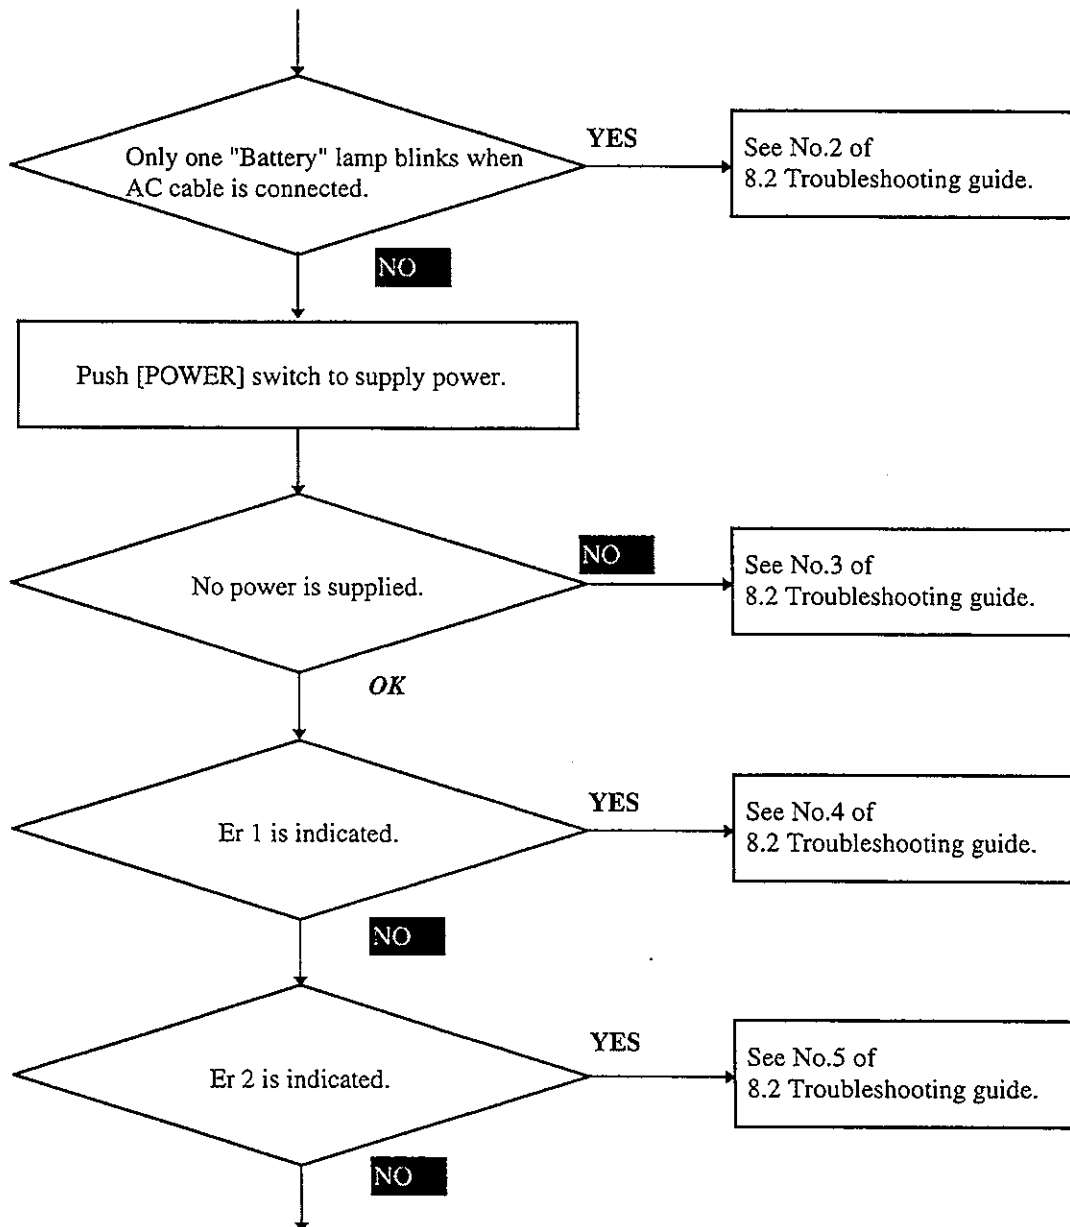 YES
Only one "Battery" lamp blinks when
AC cable is connected.
See No.2 of
8.2 Troubleshooting guide.
NO
Push [POWER] switch to supply power.
NO
No power is supplied.
See No.3 of
8.2 Troubleshooting guide.
OK
YES
Er 1 is indicated.
See No.4 of
8.2 Troubleshooting guide.
NO
YES
Er 2 is indicated.
See No.5 of
8.2 Troubleshooting guide.
NO